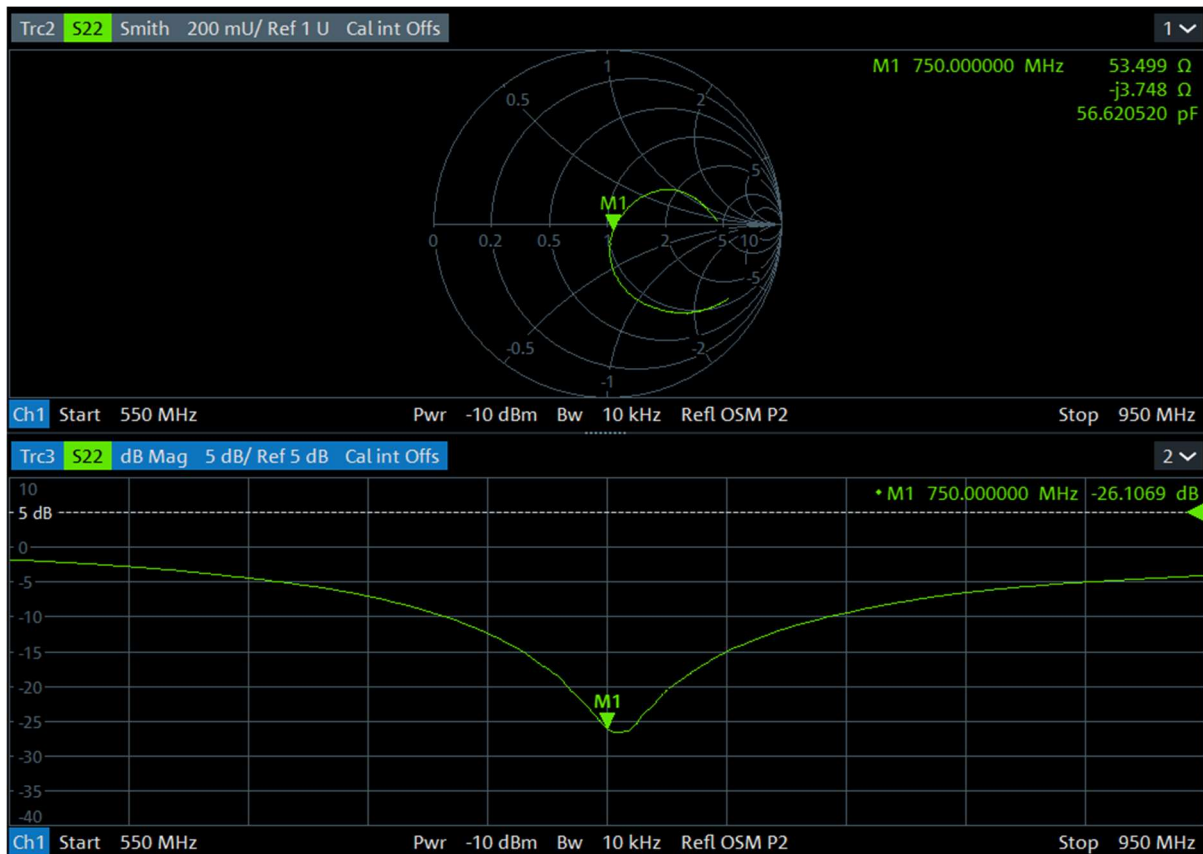 Trc2 S22 Smith 200 mU/ Ref 1 U Cal int Offs 1
M1 750.000000 MHz 53.499 Ω
-j3.748 Ω
56.620520 pF
1
0.5 2
5
M1
0 0.2 0.5 1 2 5 10
-5
-0.5 -2
-1
Ch1 Start 550 MHz Pwr -10 dBm Bw 10 kHz Refl OSM P2 Stop 950 MHz
Trc3 S22 dB Mag 5 dB/ Ref 5 dB Cal int Offs 2
10
• M1 750.000000 MHz -26.1069 dB
5 dB
0
-5
-10
-15
-20
M1
-25
-30
-35
-40
Ch1 Start 550 MHz Pwr -10 dBm Bw 10 kHz Refl OSM P2 Stop 950 MHz